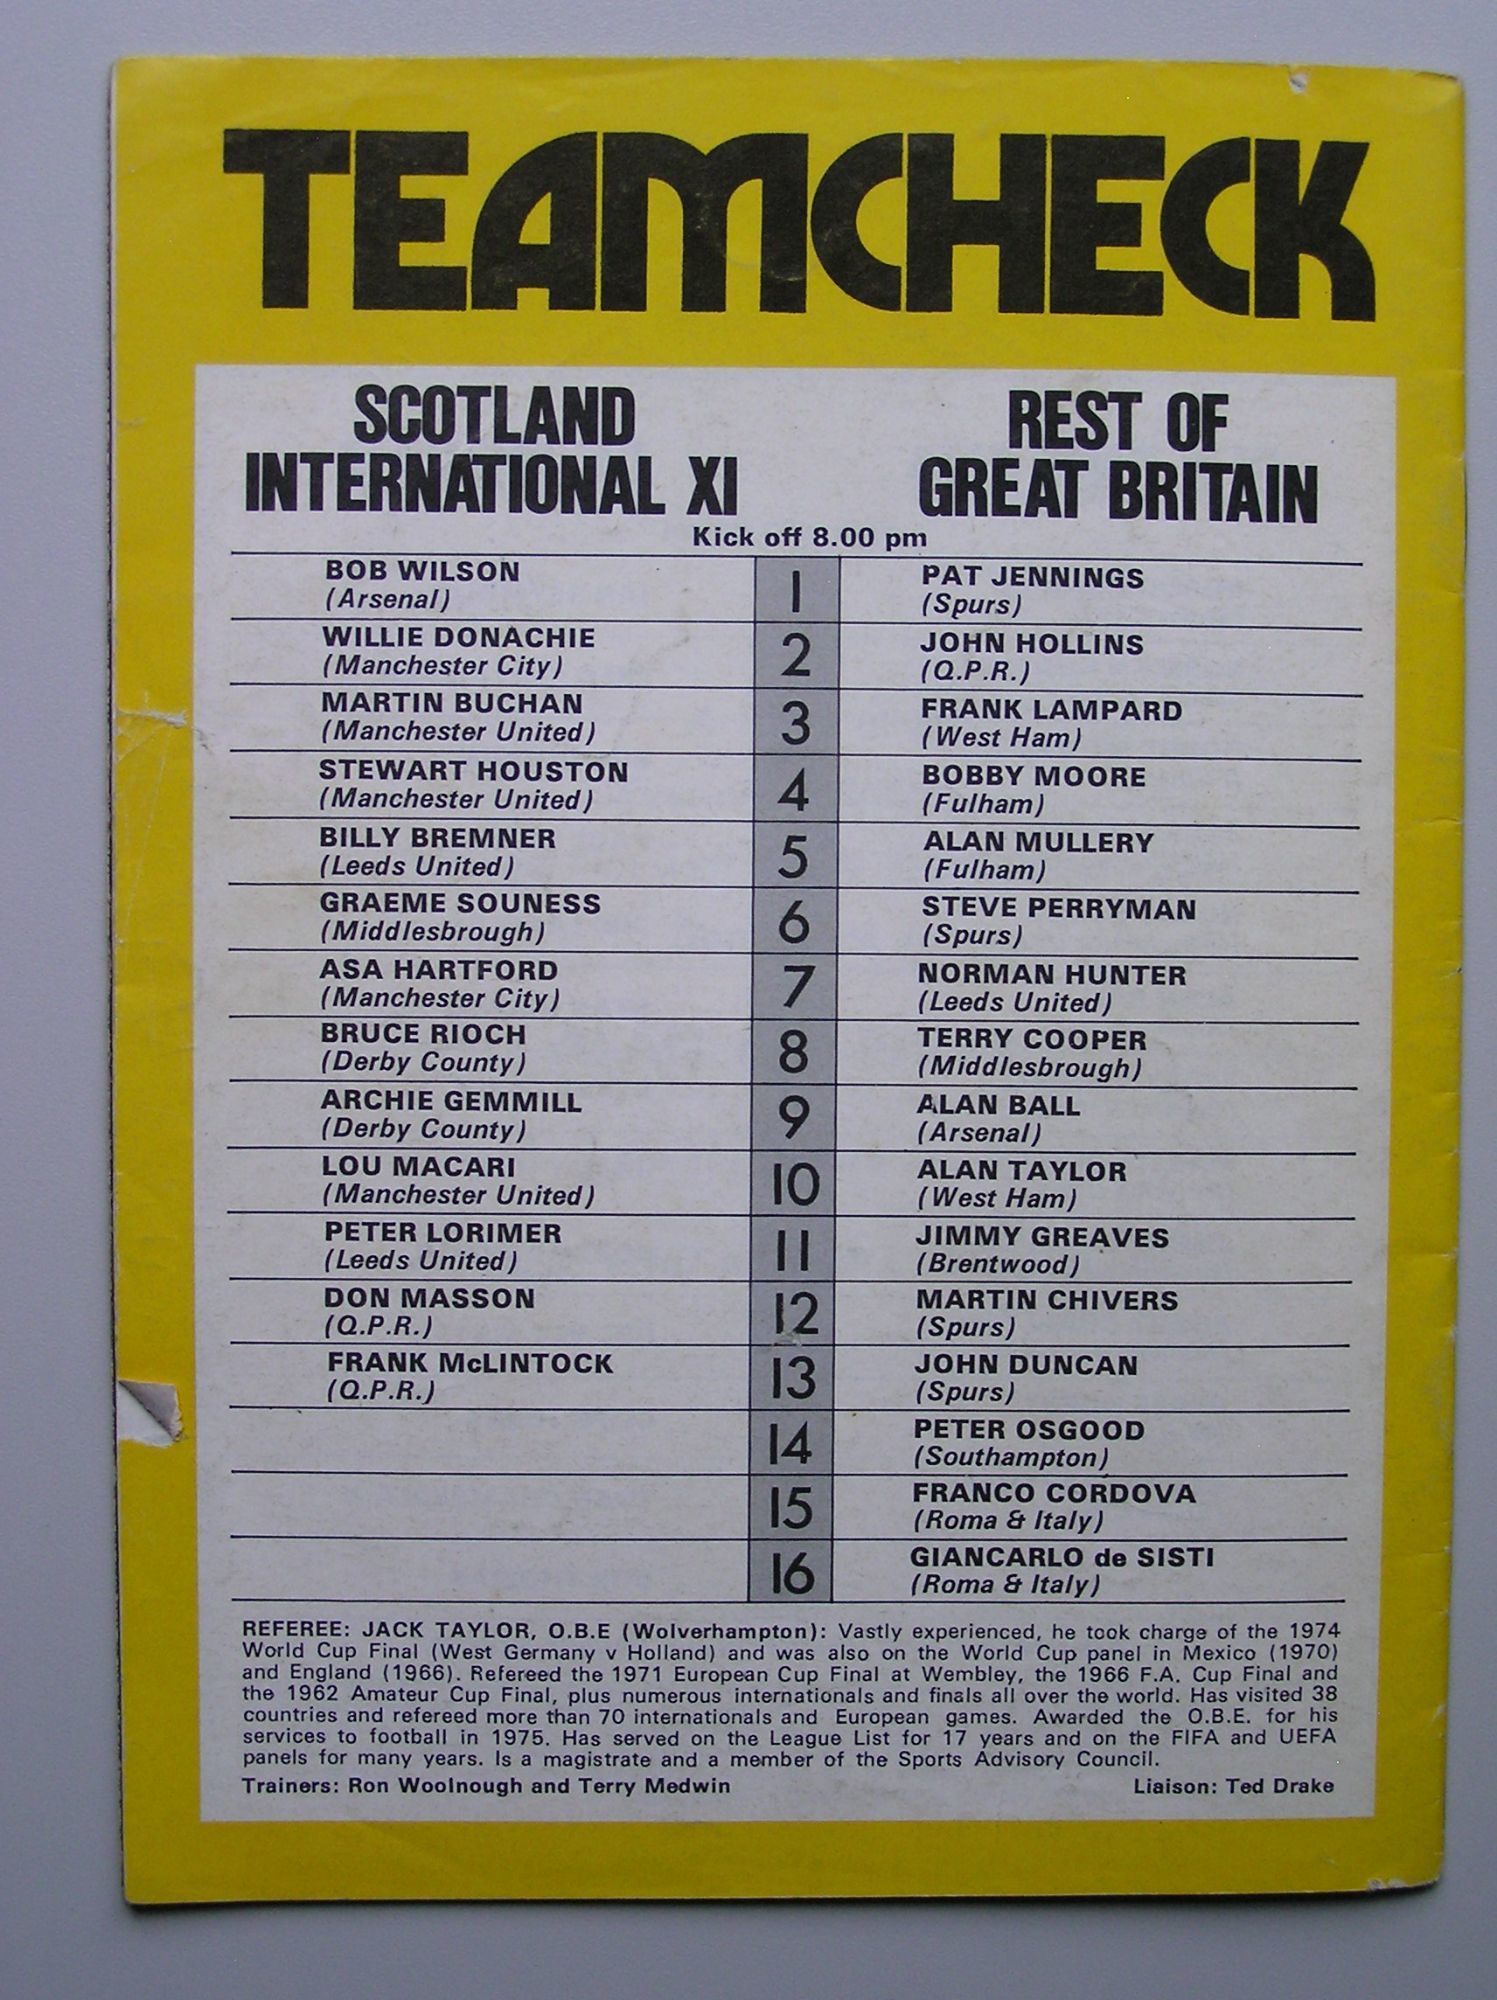 TEAMCHECK
SCOTLAND
INTERNATIONAL XI
REST OF
GREAT BRITAIN
Kick off 8.00 pm
BOB WILSON
(Arsenal)
1
PAT JENNINGS
(Spurs)
WILLIE DONACHIE
(Manchester City)
2
JOHN HOLLINS
(Q.P.R.)
MARTIN BUCHAN
(Manchester United)
3
FRANK LAMPARD
(West Ham)
STEWART HOUSTON
(Manchester United)
4
BOBBY MOORE
(Fulham)
BILLY BREMNER
(Leeds United)
5
ALAN MULLERY
(Fulham)
GRAEME SOUNESS
(Middlesbrough)
6
STEVE PERRYMAN
(Spurs)
ASA HARTFORD
(Manchester City)
7
NORMAN HUNTER
(Leeds United)
BRUCE RIOCH
(Derby County)
8
TERRY COOPER
(Middlesbrough)
ARCHIE GEMMILL
(Derby County)
9
ALAN BALL
(Arsenal)
LOU MACARI
(Manchester United)
10
ALAN TAYLOR
(West Ham)
PETER LORIMER
(Leeds United)
11
JIMMY GREAVES
(Brentwood)
DON MASSON
(Q.P.R.)
12
MARTIN CHIVERS
(Spurs)
FRANK McLINTOCK
(Q.P.R.)
13
JOHN DUNCAN
(Spurs)
14
PETER OSGOOD
(Southampton)
15
FRANCO CORDOVA
(Roma & Italy)
16
GIANCARLO de SISTI
(Roma & Italy)
REFEREE: JACK TAYLOR, O.B.E (Wolverhampton): Vastly experienced, he took charge of the 1974
World Cup Final (West Germany v Holland) and was also on the World Cup panel in Mexico (1970)
and England (1966). Refereed the 1971 European Cup Final at Wembley, the 1966 F.A. Cup Final and
the 1962 Amateur Cup Final, plus numerous internationals and finals all over the world. Has visited 38
countries and refereed more than 70 internationals and European games. Awarded the O.B.E. for his
services to football in 1975. Has served on the League List for 17 years and on the FIFA and UEFA
panels for many years. Is a magistrate and a member of the Sports Advisory Council.
Trainers: Ron Woolnough and Terry Medwin
Liaison: Ted Drake